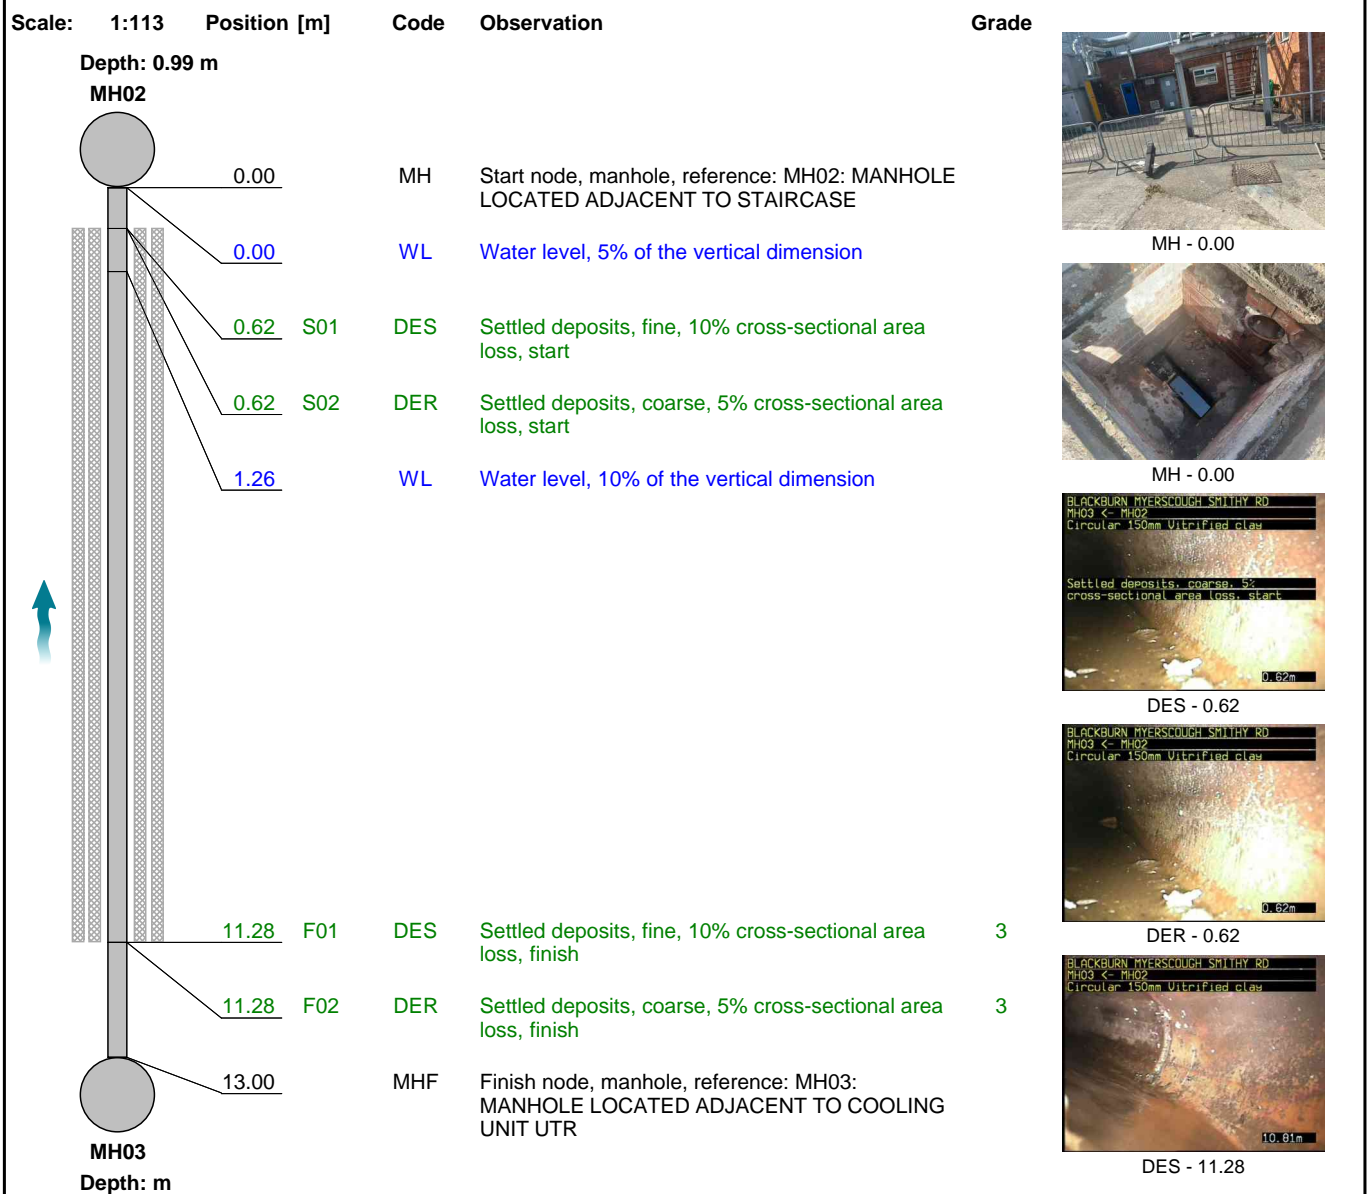 Scale: 1:113 Position [m] Code Observation Grade
Depth: 0.99 m
MH02
0.00 MH Start node, manhole, reference: MH02: MANHOLE
LOCATED ADJACENT TO STAIRCASE
0.00 WL Water level, 5% of the vertical dimension
0.62 S01 DES Settled deposits, fine, 10% cross-sectional area
loss, start
0.62 S02 DER Settled deposits, coarse, 5% cross-sectional area
loss, start
1.26 WL Water level, 10% of the vertical dimension
11.28 F01 DES Settled deposits, fine, 10% cross-sectional area 3
loss, finish
11.28 F02 DER Settled deposits, coarse, 5% cross-sectional area 3
loss, finish
13.00 MHF Finish node, manhole, reference: MH03:
MANHOLE LOCATED ADJACENT TO COOLING
UNIT UTR
MH03
Depth: m
MH - 0.00
MH - 0.00
BLACKBURN MYERSCOUGH SMITHY RD
MH03 <- MH02
Circular 150mm Vitrified clay
Settled deposits, coarse, 5%
cross-sectional area loss, start
0.62m
DES - 0.62
BLACKBURN MYERSCOUGH SMITHY RD
MH03 <- MH02
Circular 150mm Vitrified clay
0.62m
DER - 0.62
BLACKBURN MYERSCOUGH SMITHY RD
MH03 <- MH02
Circular 150mm Vitrified clay
10.81m
DES - 11.28